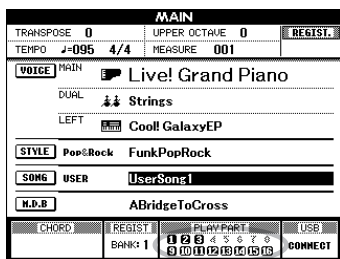 MAIN
TRANSPOSE 0 UPPER OCTAVE 0 REGIST.
TEMPO ♩=095 4/4 MEASURE 001
VOICE MAIN Live! Grand Piano
DUAL Strings
LEFT Cool! GalaxyEP
STYLE Pop&Rock FunkPopRock
SONG USER UserSong1
M.D.B ABridgeToCross
CHORD REGIST PLAY PART USB
BANK: 1 1 2 3 4 5 6 7 8 CONNECT
9 10 11 12 13 14 15 16